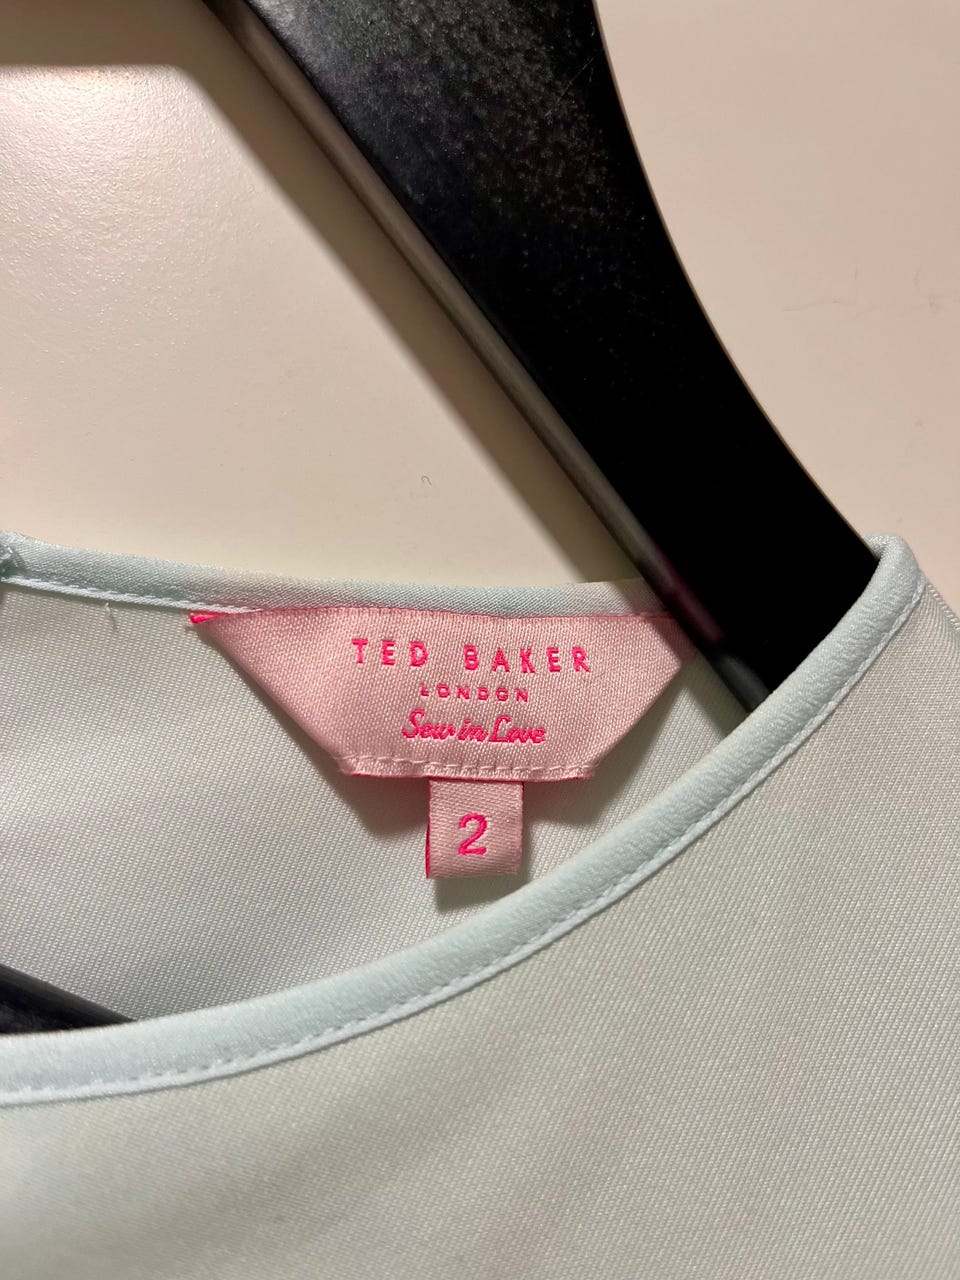 TED BAKER
LONDON
Sew in Love
2